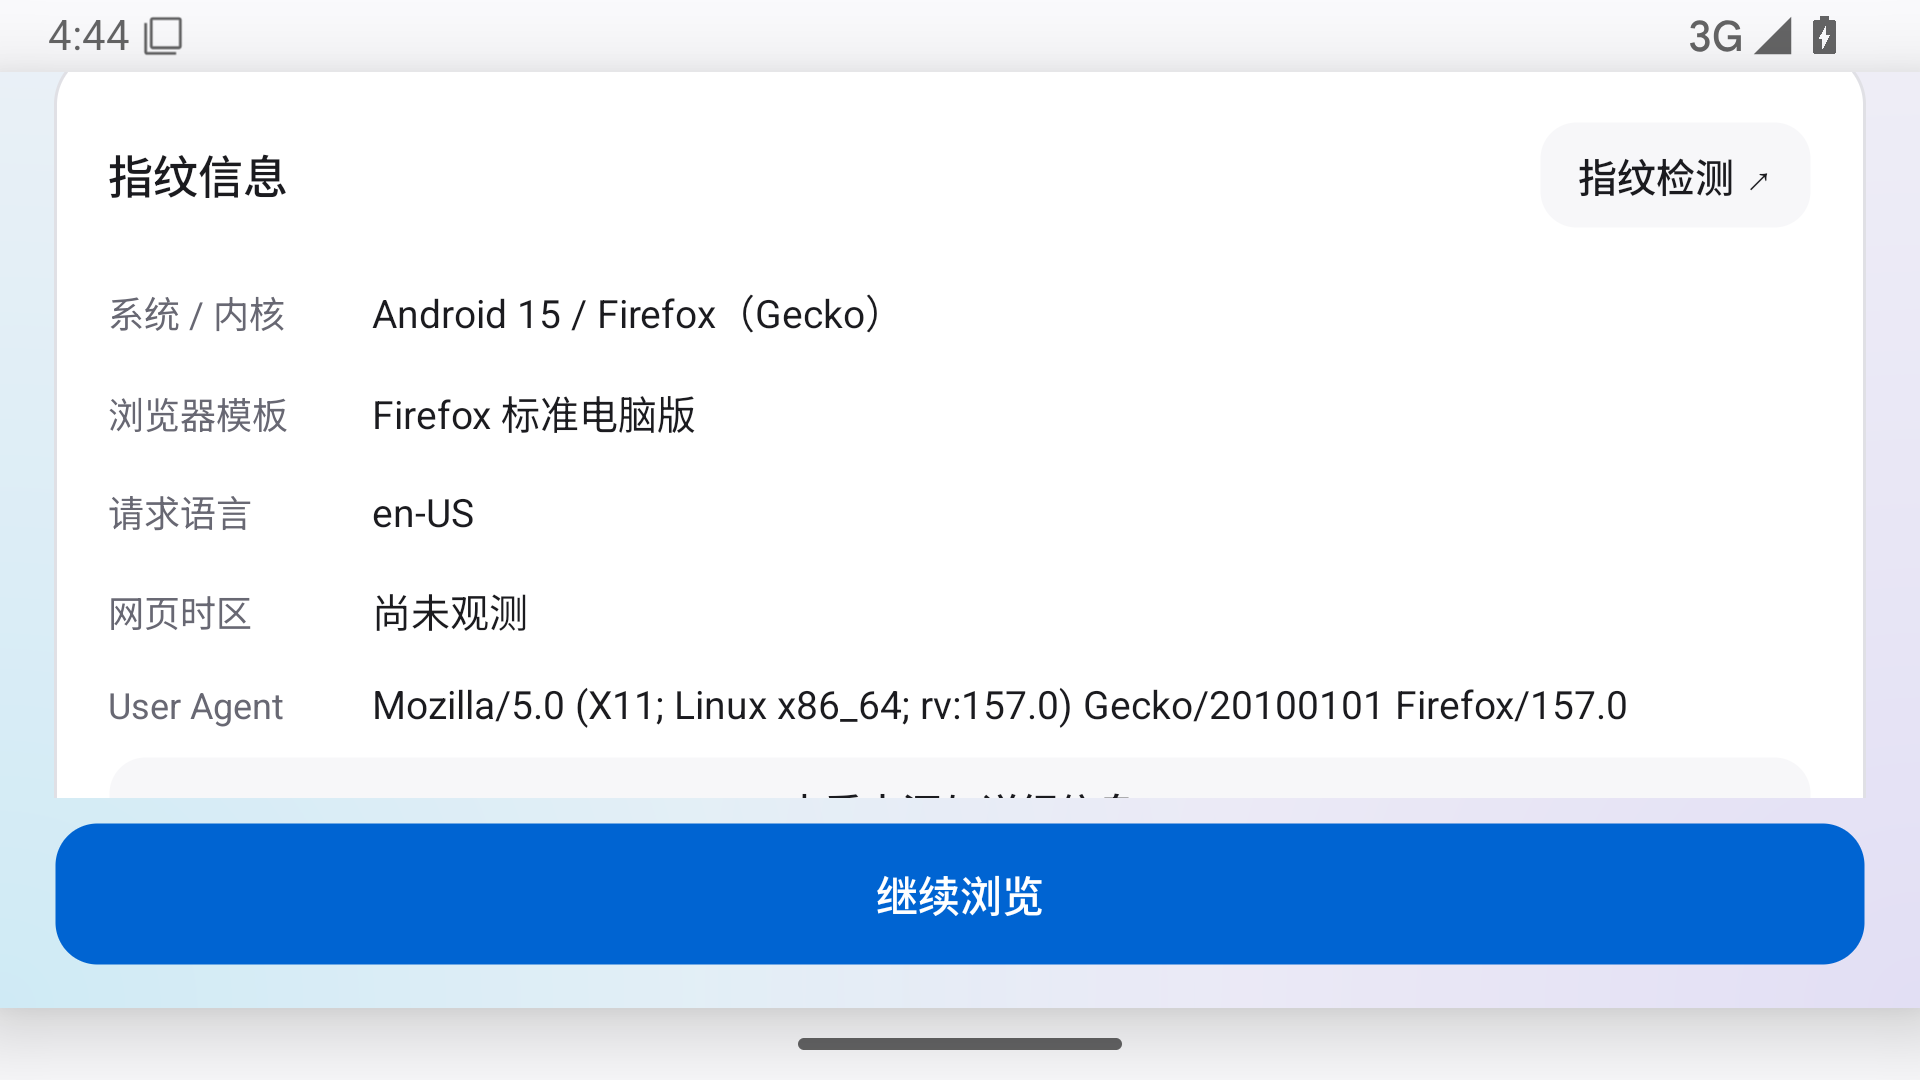 4:44
3G
指纹信息
指纹检测 ↗
系统 / 内核 Android 15 / Firefox（Gecko）
浏览器模板 Firefox 标准电脑版
请求语言 en-US
网页时区 尚未观测
User Agent Mozilla/5.0 (X11; Linux x86_64; rv:157.0) Gecko/20100101 Firefox/157.0
继续浏览